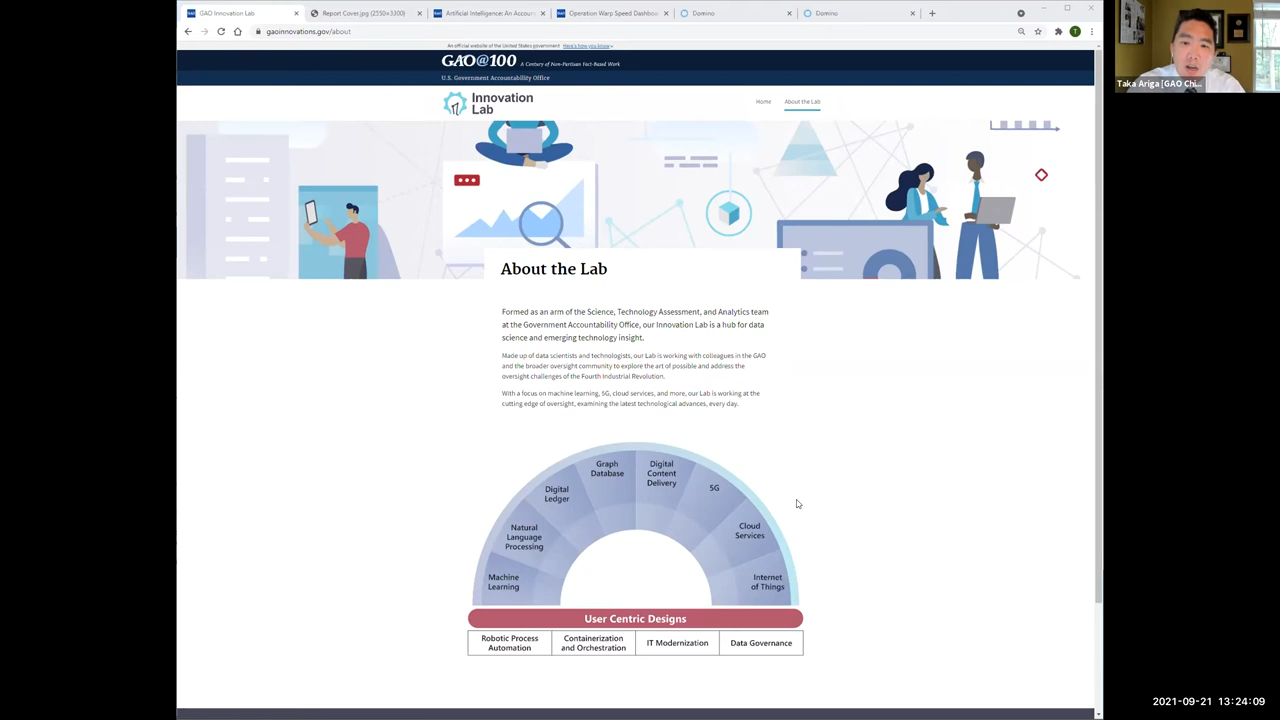 GAO Innovation Lab
Report Cover.jpg (2550×3300)
Artificial Intelligence: An Accoun
Operation Warp Speed Dashboa
Domino
Domino
gaoinnovations.gov/about
T
An official website of the United States government Here's how you know
GAO@100 A Century of Non-Partisan Fact-Based Work
U.S. Government Accountability Office
Innovation
Lab
Home
About the Lab
About the Lab
Formed as an arm of the Science, Technology Assessment, and Analytics team
at the Government Accountability Office, our Innovation Lab is a hub for data
science and emerging technology insight.
Made up of data scientists and technologists, our Lab is working with colleagues in the GAO
and the broader oversight community to explore the art of possible and address the
oversight challenges of the Fourth Industrial Revolution.
With a focus on machine learning, 5G, cloud services, and more, our Lab is working at the
cutting edge of oversight, examining the latest technological advances, every day.
Machine
Learning
Natural
Language
Processing
Digital
Ledger
Graph
Database
Digital
Content
Delivery
5G
Cloud
Services
Internet
of Things
User Centric Designs
Robotic Process
Automation
Containerization
and Orchestration
IT Modernization
Data Governance
Taka Ariga [GAO Chi...
2021-09-21 13:24:09